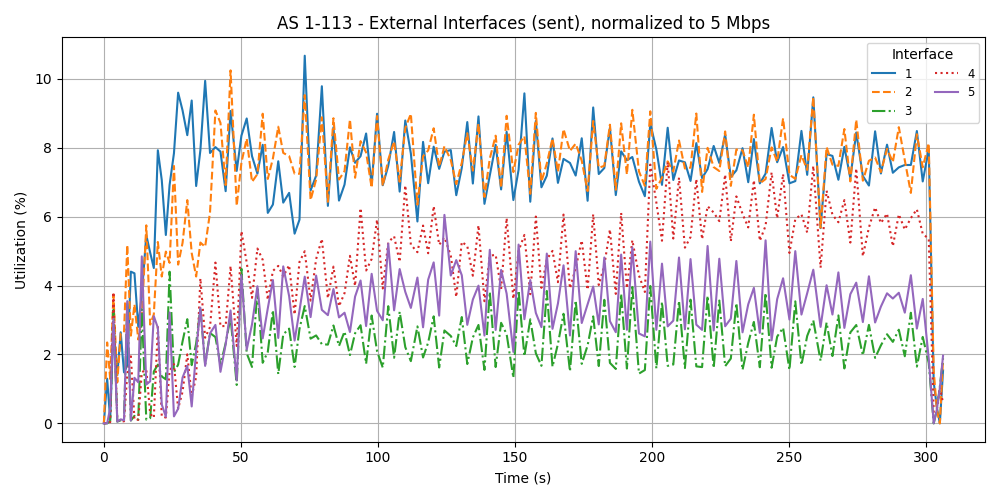 AS 1-113 - External Interfaces (sent), normalized to 5 Mbps
Utilization (%)
10
8
6
4
2
0
Interface
1
2
3
4
5
0 50 100 150 200 250 300
Time (s)